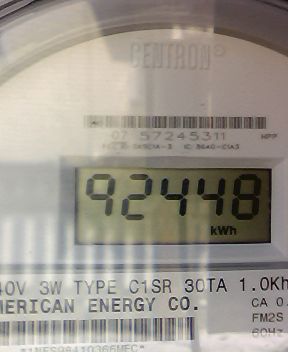 CENTRON®
07 57245311 HPP
92448
kWh
40V 3W TYPE C1SR 30TA 1.0Kh
MERICAN ENERGY CO. CA 0.
FM2S
60Hz